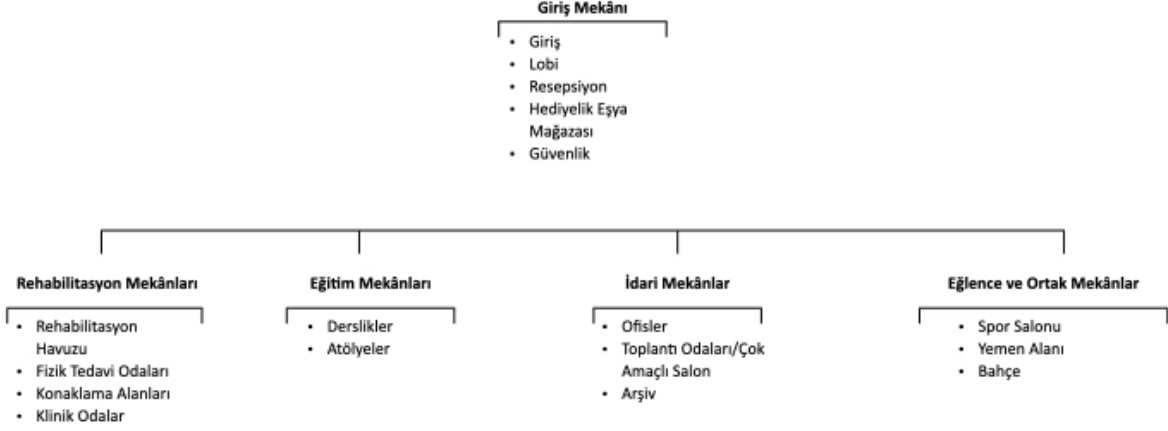 Giriş Mekânı
• Giriş
• Lobi
• Resepsiyon
• Hediyelik Eşya
Mağazası
• Güvenlik
Rehabilitasyon Mekânları
• Rehabilitasyon
Havuzu
• Fizik Tedavi Odaları
• Konaklama Alanları
• Klinik Odalar
Eğitim Mekânları
• Derslikler
• Atölyeler
İdari Mekânlar
• Ofisler
• Toplantı Odaları/Çok
Amaçlı Salon
• Arşiv
Eğlence ve Ortak Mekânlar
• Spor Salonu
• Yemen Alanı
• Bahçe